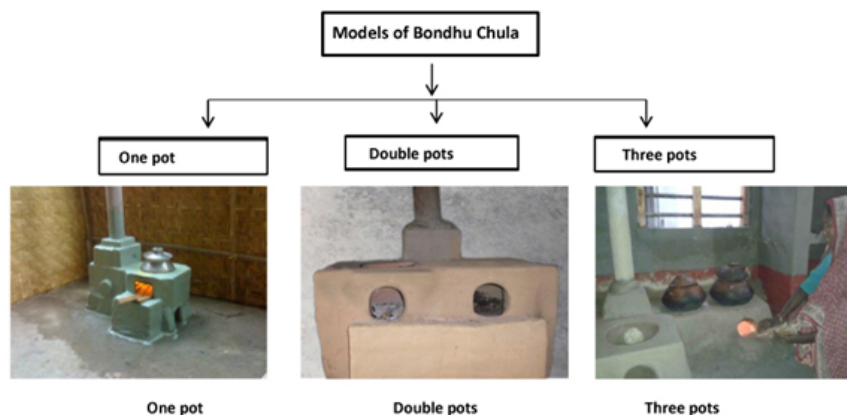 Models of Bondhu Chula
One pot
Double pots
Three pots
One pot
Double pots
Three pots